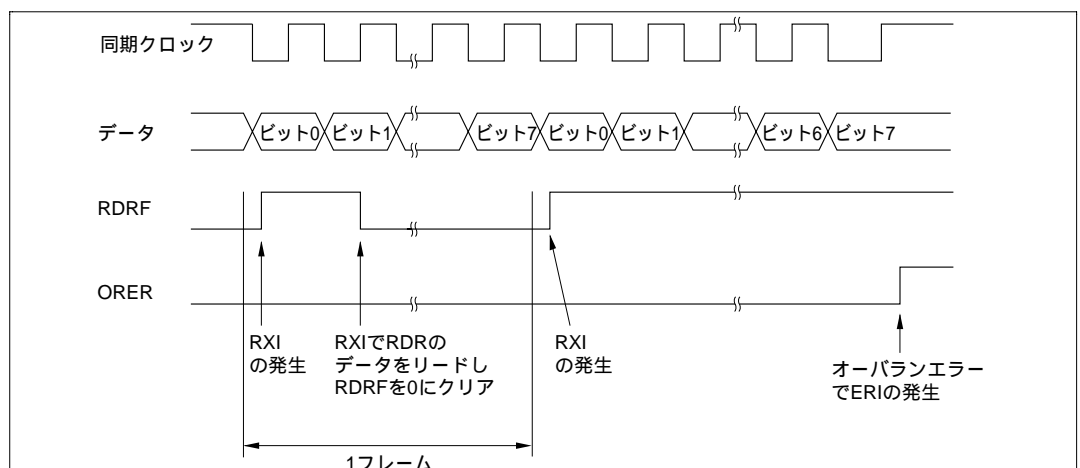 同期クロック
データ
ビット0 ビット1 ビット7 ビット0 ビット1 ビット6 ビット7
RDRF
ORER
RXI
の発生
RXIでRDRの
データをリードし
RDRFを0にクリア
RXI
の発生
オーバランエラー
でERIの発生
1フレーム